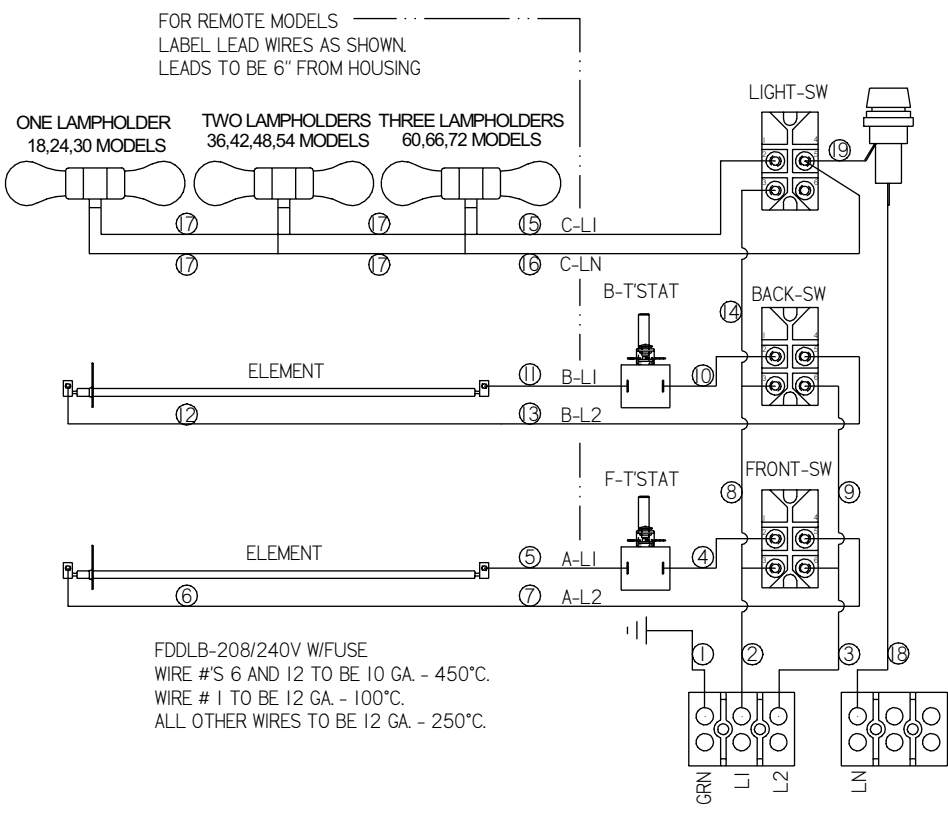 FOR REMOTE MODELS
LABEL LEAD WIRES AS SHOWN.
LEADS TO BE 6" FROM HOUSING
LIGHT-SW
ONE LAMPHOLDER
18,24,30 MODELS
TWO LAMPHOLDERS
36,42,48,54 MODELS
THREE LAMPHOLDERS
60,66,72 MODELS
19
17
17
15
C-L1
17
17
16
C-LN
B-T'STAT
BACK-SW
14
ELEMENT
11
B-L1
10
12
13
B-L2
F-T'STAT
FRONT-SW
8
9
ELEMENT
5
A-L1
4
6
7
A-L2
FDDLB-208/240V W/FUSE
WIRE #'S 6 AND 12 TO BE 10 GA. - 450°C.
WIRE # 1 TO BE 12 GA. - 100°C.
ALL OTHER WIRES TO BE 12 GA. - 250°C.
1
2
3
18
GRN
L1
L2
LN